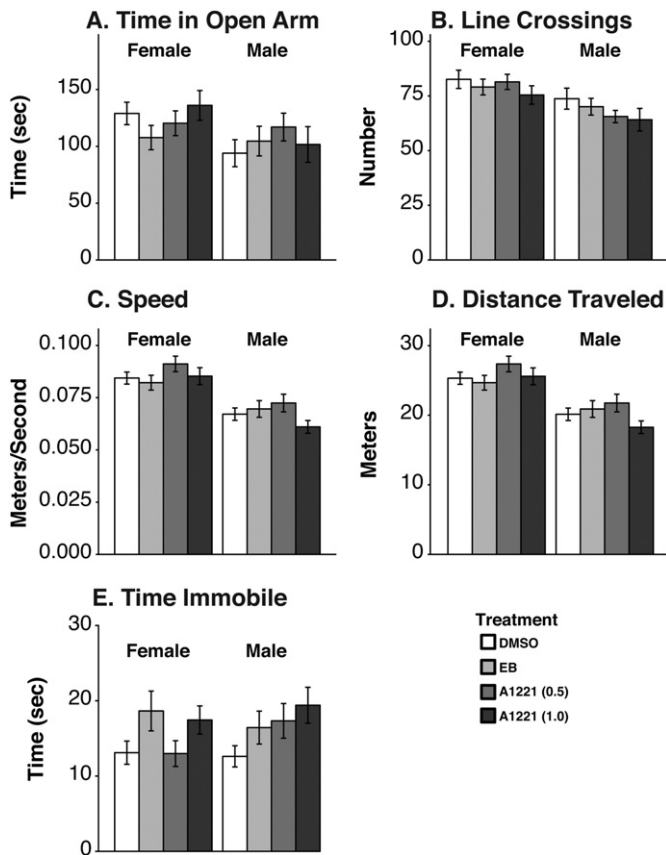 A. Time in Open Arm
Female Male
Time (sec)
150
100
50
0
B. Line Crossings
Female Male
Number
100
75
50
25
0
C. Speed
Female Male
Meters/Second
0.100
0.075
0.050
0.025
0.000
D. Distance Traveled
Female Male
Meters
30
20
10
0
E. Time Immobile
Female Male
Time (sec)
30
20
10
0
Treatment
DMSO
EB
A1221 (0.5)
A1221 (1.0)